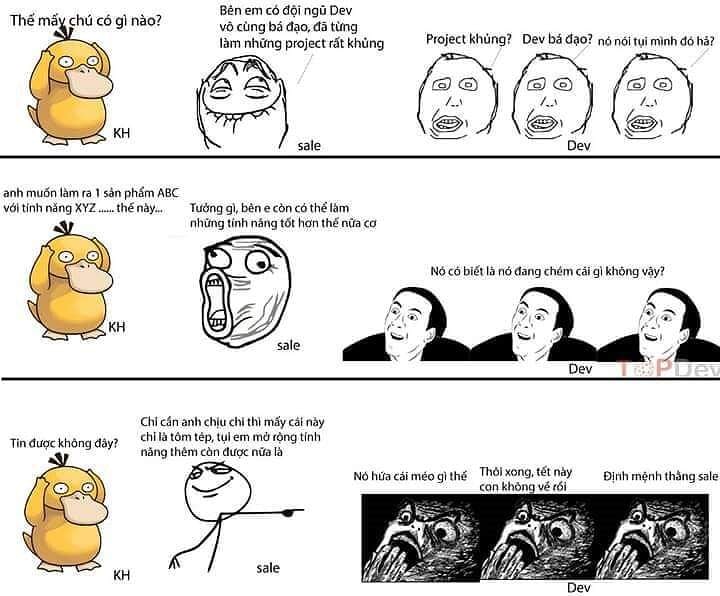 Thế mấy chú có gì nào?
Bên em có đội ngũ Dev
vô cùng bá đạo, đã từng
làm những project rất khủng
Project khủng?
Dev bá đạo?
nó nói tụi mình đó hả?
KH
sale
Dev
anh muốn làm ra 1 sản phẩm ABC
với tính năng XYZ ...... thế này...
Tưởng gì, bên e còn có thể làm
những tính năng tốt hơn thế nữa cơ
Nó có biết là nó đang chém cái gì không vậy?
KH
sale
Dev
TOPDev
Tin được không đây?
Chỉ cần anh chịu chi thì mấy cái này
chỉ là tôm tép, tụi em mở rộng tính
năng thêm còn được nữa là
Nó hứa cái méo gì thế
Thôi xong, tết này
con không về rồi
Định mệnh thằng sale
KH
sale
Dev